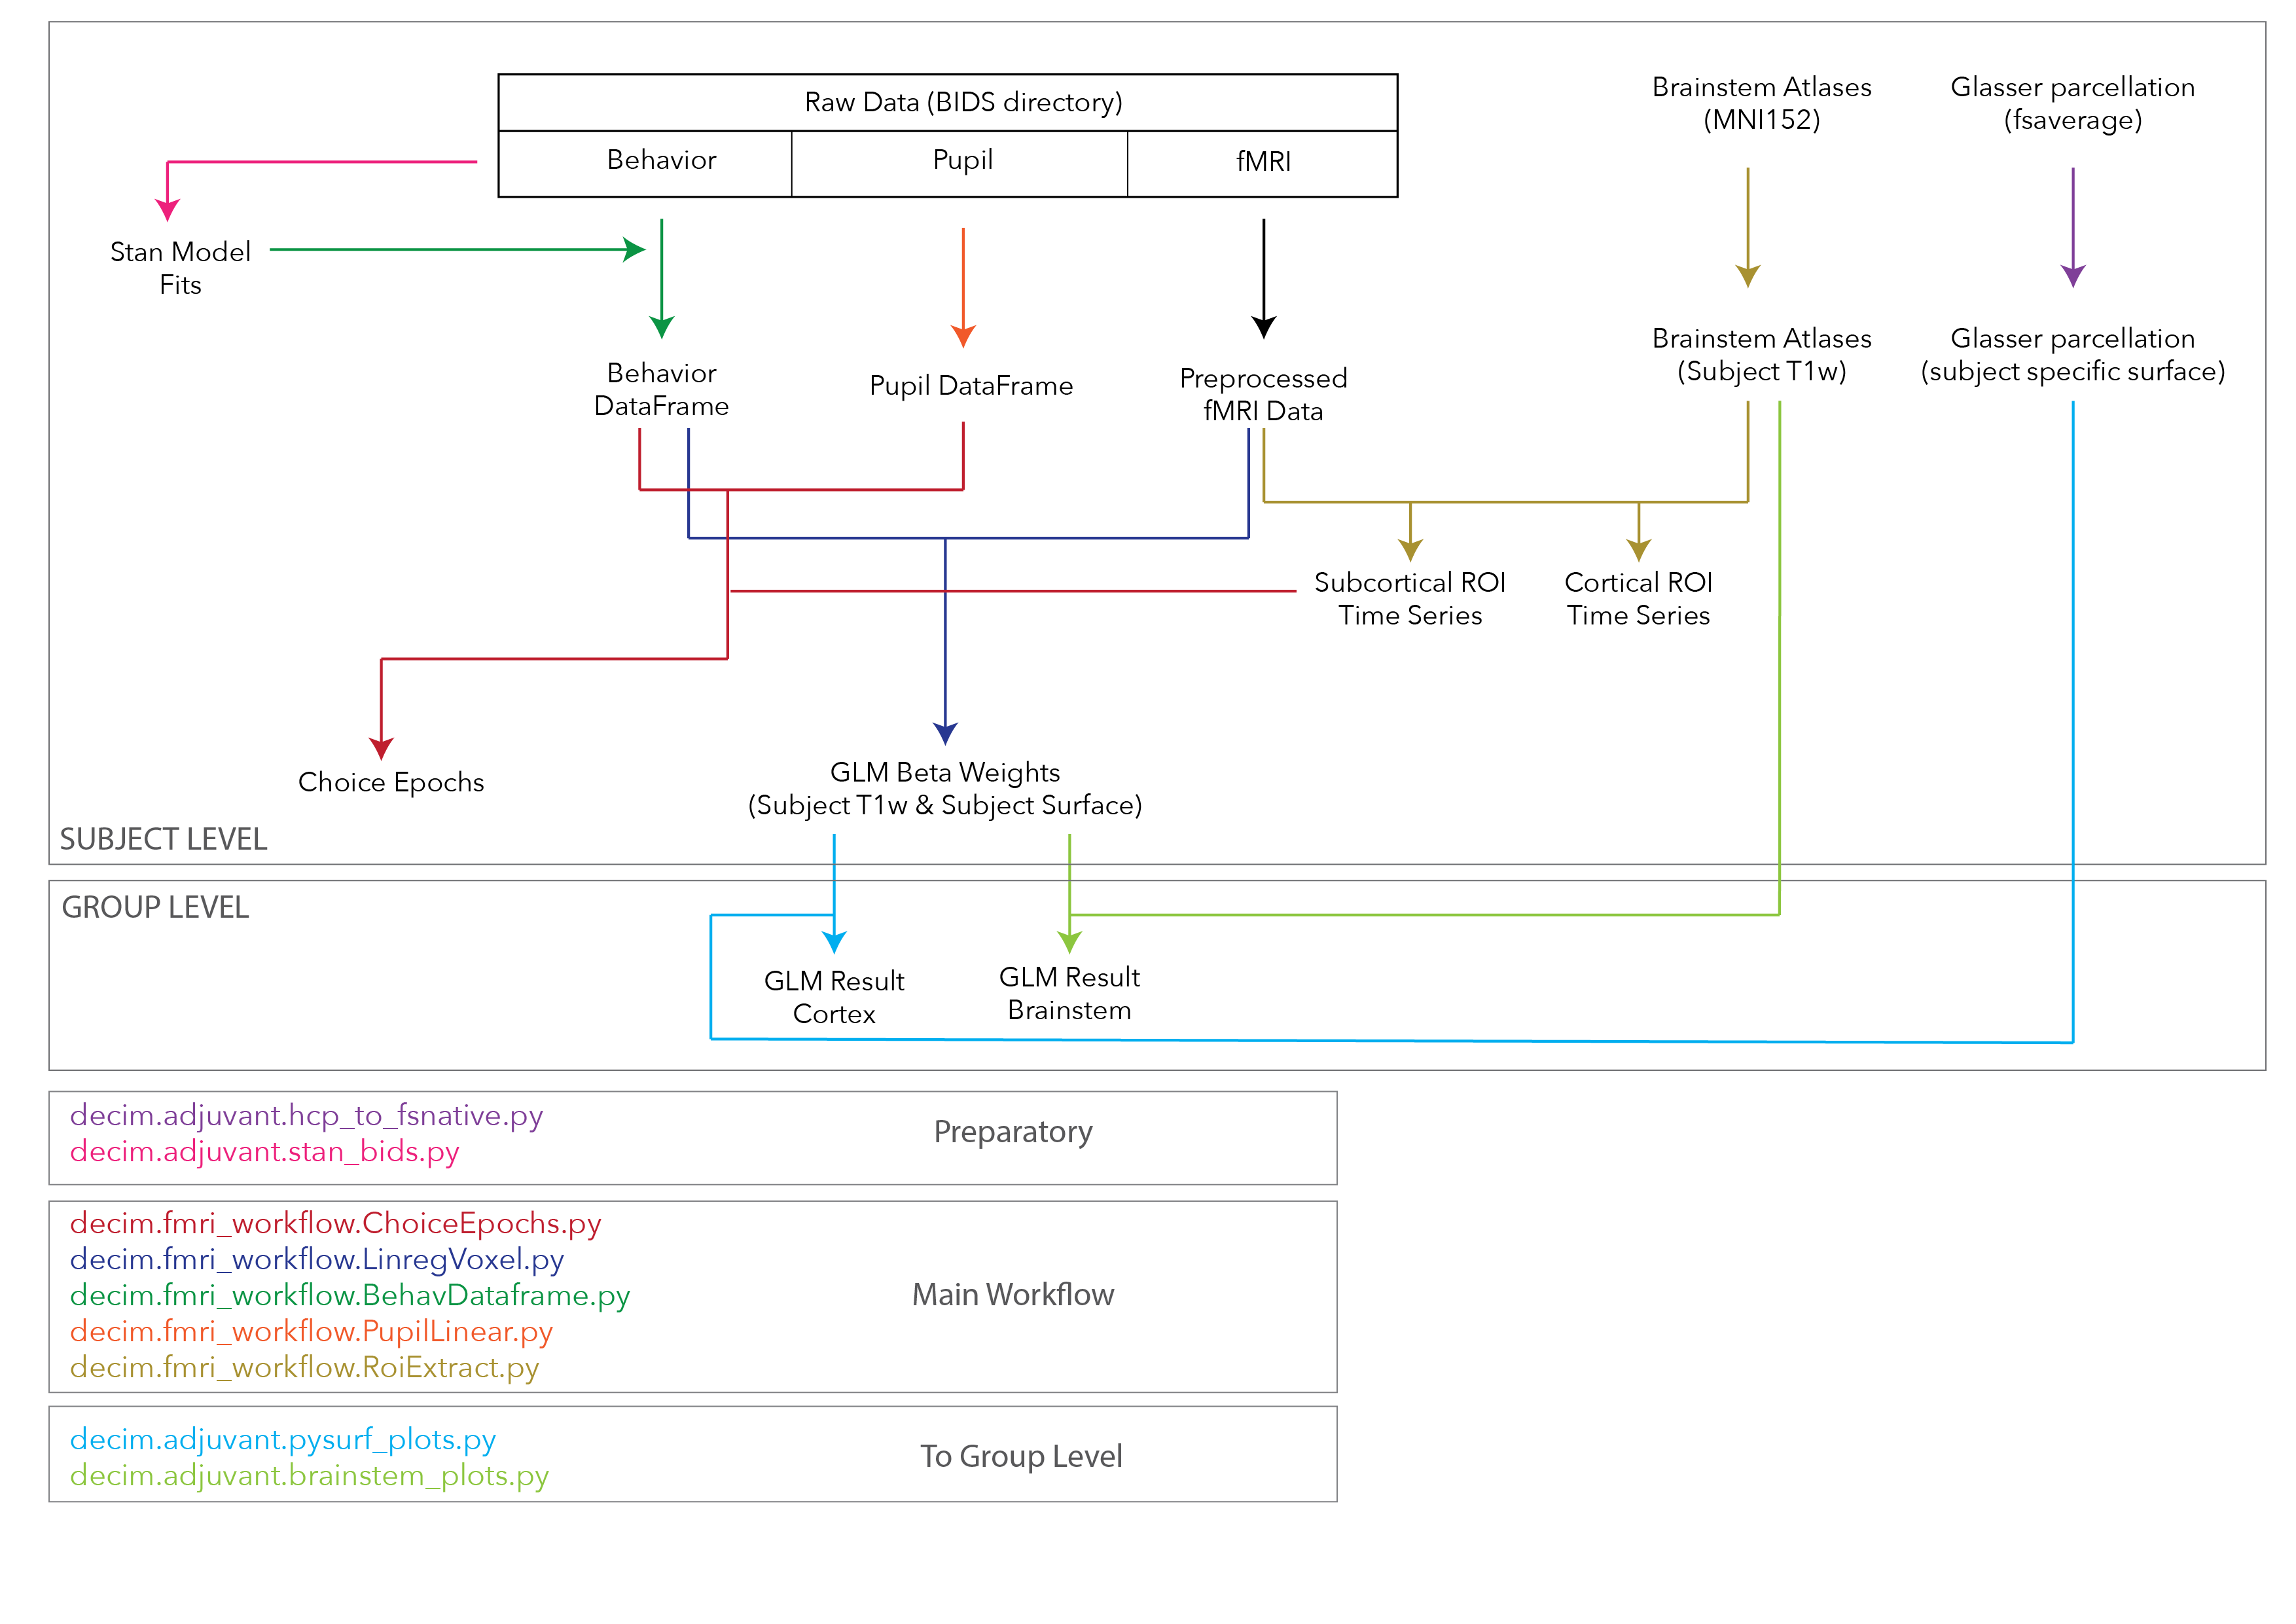 Raw Data (BIDS directory)
Behavior
Pupil
fMRI
Brainstem Atlases
(MNI152)
Glasser parcellation
(fsaverage)
Stan Model
Fits
Behavior
DataFrame
Pupil DataFrame
Preprocessed
fMRI Data
Brainstem Atlases
(Subject T1w)
Glasser parcellation
(subject specific surface)
Subcortical ROI
Time Series
Cortical ROI
Time Series
Choice Epochs
GLM Beta Weights
(Subject T1w & Subject Surface)
SUBJECT LEVEL
GROUP LEVEL
GLM Result
Cortex
GLM Result
Brainstem
decim.adjuvant.hcp_to_fsnative.py
decim.adjuvant.stan_bids.py
Preparatory
decim.fmri_workflow.ChoiceEpochs.py
decim.fmri_workflow.LinregVoxel.py
decim.fmri_workflow.BehavDataframe.py
decim.fmri_workflow.PupilLinear.py
decim.fmri_workflow.RoiExtract.py
Main Workflow
decim.adjuvant.pysurf_plots.py
decim.adjuvant.brainstem_plots.py
To Group Level